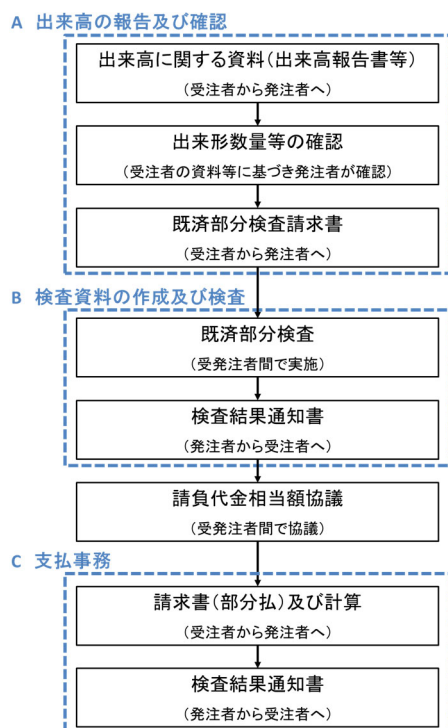 A 出来高の報告及び確認
出来高に関する資料(出来高報告書等)
(受注者から発注者へ)
出来形数量等の確認
(受注者の資料等に基づき発注者が確認)
既済部分検査請求書
(受注者から発注者へ)
B 検査資料の作成及び検査
既済部分検査
(受発注者間で実施)
検査結果通知書
(発注者から受注者へ)
請負代金相当額協議
(受発注者間で協議)
C 支払事務
請求書(部分払)及び計算
(受注者から発注者へ)
検査結果通知書
(発注者から受注者へ)